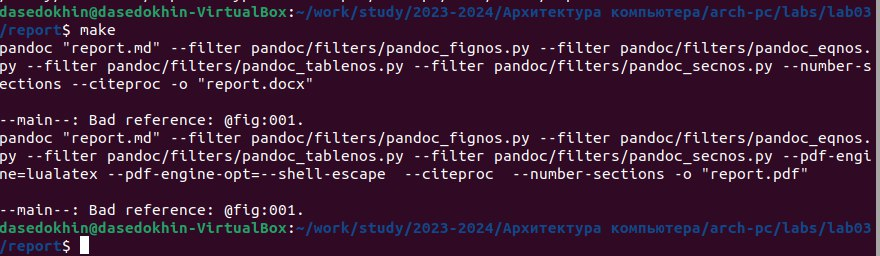 dasedokhin@dasedokhin-VirtualBox:~/work/study/2023-2024/Архитектура компьютера/arch-pc/labs/lab03
/report$ make
pandoc "report.md" --filter pandoc/filters/pandoc_fignos.py --filter pandoc/filters/pandoc_eqnos.
py --filter pandoc/filters/pandoc_tablenos.py --filter pandoc/filters/pandoc_secnos.py --number-s
ections --citeproc -o "report.docx"
--main--: Bad reference: @fig:001.
pandoc "report.md" --filter pandoc/filters/pandoc_fignos.py --filter pandoc/filters/pandoc_eqnos.
py --filter pandoc/filters/pandoc_tablenos.py --filter pandoc/filters/pandoc_secnos.py --pdf-engi
ne=lualatex --pdf-engine-opt=--shell-escape  --citeproc  --number-sections -o "report.pdf"
--main--: Bad reference: @fig:001.
dasedokhin@dasedokhin-VirtualBox:~/work/study/2023-2024/Архитектура компьютера/arch-pc/labs/lab03
/report$